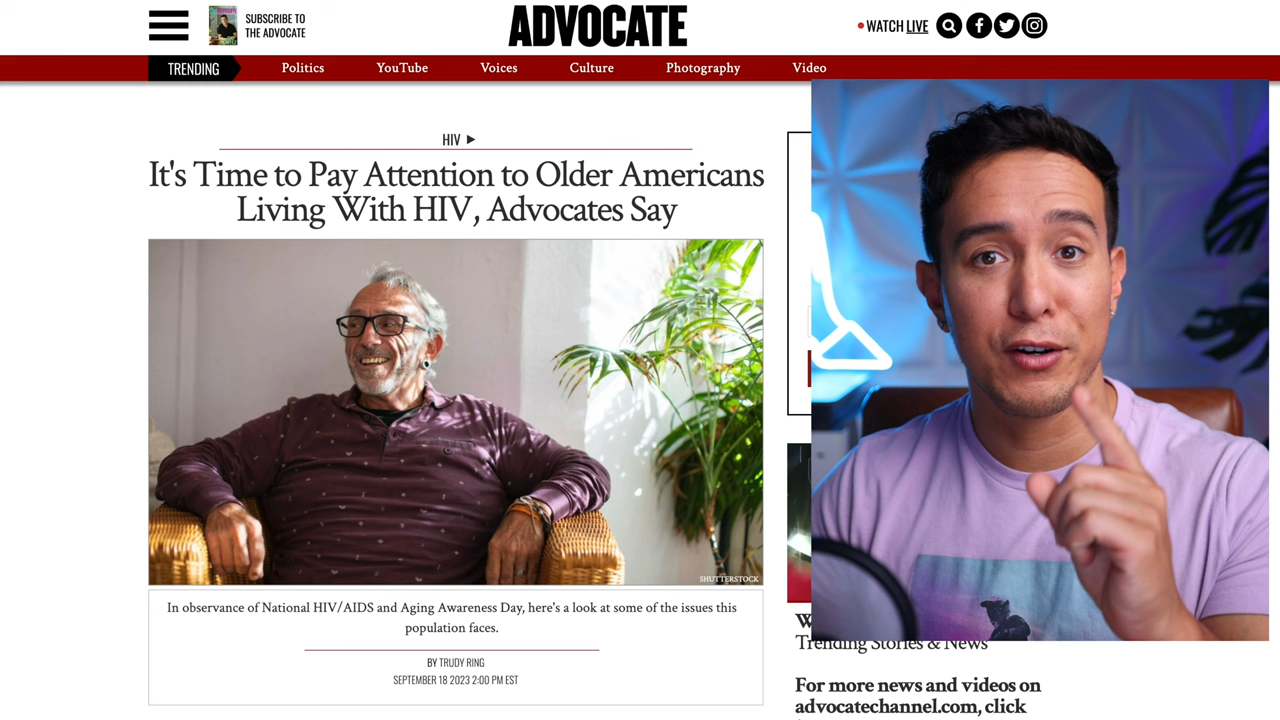 SUBSCRIBE TO
THE ADVOCATE
ADVOCATE
WATCH LIVE
TRENDING
Politics
YouTube
Voices
Culture
Photography
Video
HIV
It's Time to Pay Attention to Older Americans
Living With HIV, Advocates Say
SHUTTERSTOCK
In observance of National HIV/AIDS and Aging Awareness Day, here's a look at some of the issues this
population faces.
BY TRUDY RING
SEPTEMBER 18 2023 2:00 PM EST
Trending Stories & News
For more news and videos on
advocatechannel.com, click